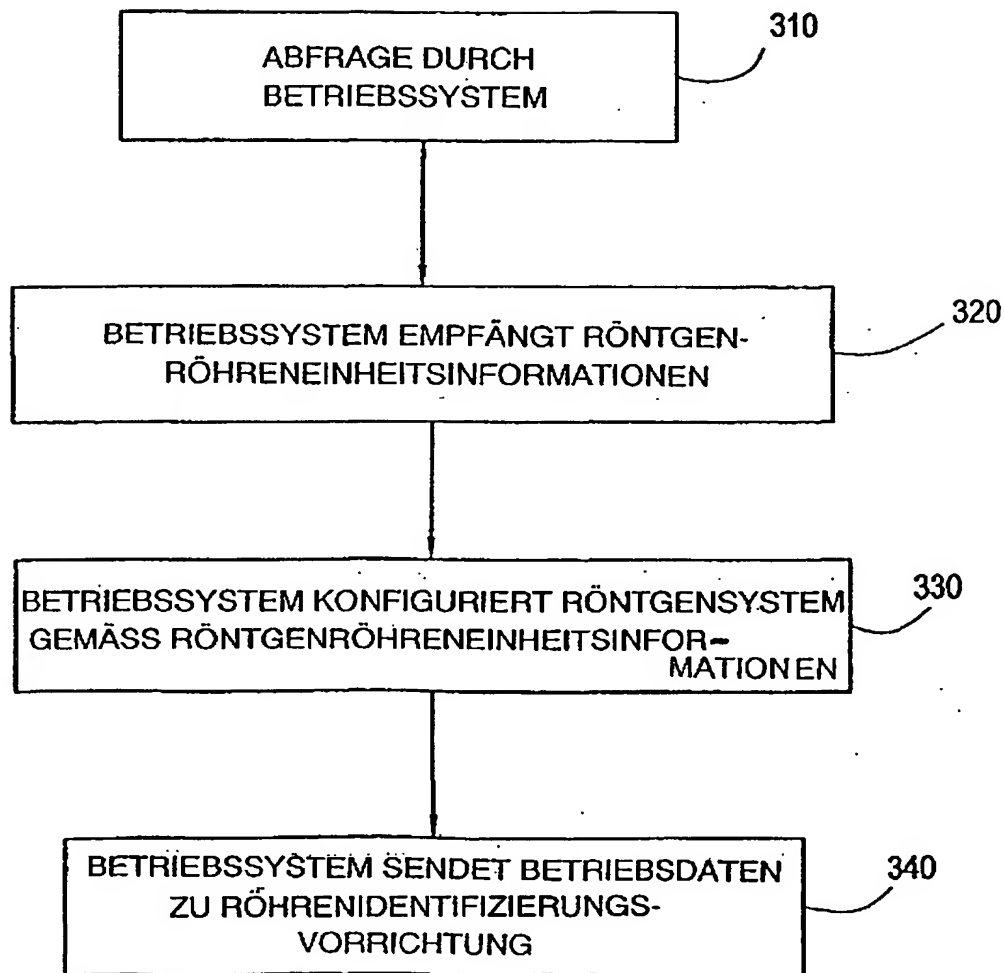 ABFRAGE DURCH
BETRIEBSSYSTEM
310
BETRIEBSSYSTEM EMPFÄNGT RÖNTGEN-
RÖHRENEINHEITSINFORMATIONEN
320
BETRIEBSSYSTEM KONFIGURIERT RÖNTGENSYSTEM
GEMÄSS RÖNTGENRÖHRENEINHEITSINFOR-
MATIONEN
330
BETRIEBSSYSTEM SENDET BETRIEBSDATEN
ZU RÖHRENIDENTIFIZIERUNGS-
VORRICHTUNG
340